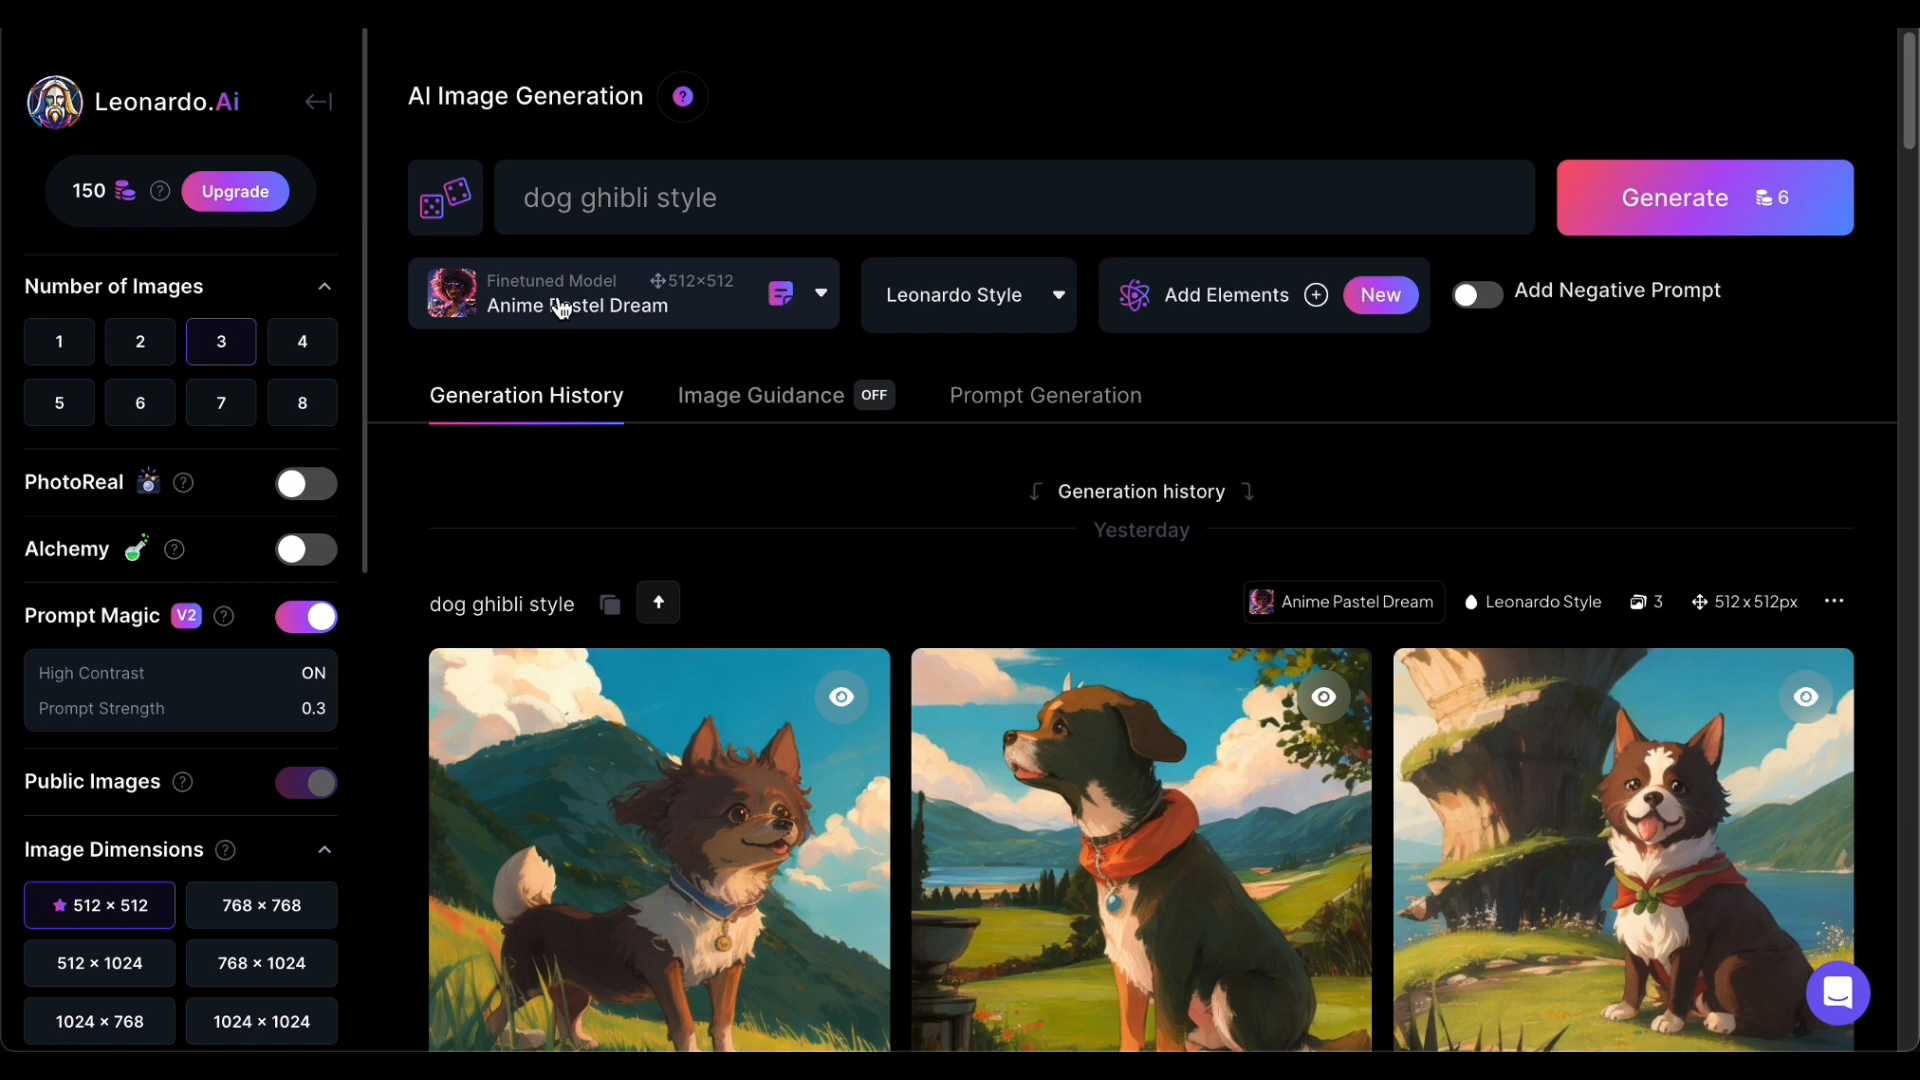 Leonardo.Ai
150 ? Upgrade
Number of Images
1 2 3 4
5 6 7 8
PhotoReal ?
Alchemy ?
Prompt Magic V2 ?
High Contrast ON
Prompt Strength 0.3
Public Images ?
Image Dimensions ?
512 × 512 768 × 768
512 × 1024 768 × 1024
1024 × 768 1024 × 1024
AI Image Generation ?
dog ghibli style
Generate 6
Finetuned Model 512×512
Anime Pastel Dream
Leonardo Style
Add Elements New
Add Negative Prompt
Generation History Image Guidance OFF Prompt Generation
Generation history
Yesterday
dog ghibli style
Anime Pastel Dream Leonardo Style 3 512 x 512px